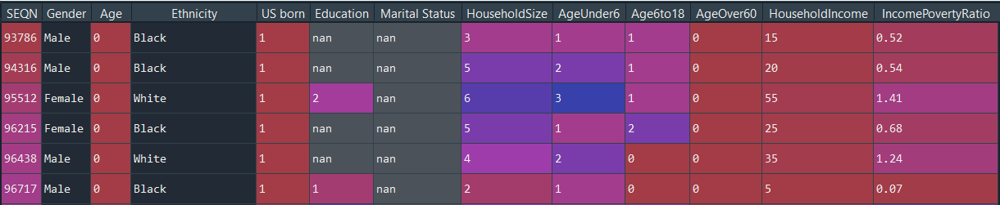 SEQN Gender Age Ethnicity US born Education Marital Status HouseholdSize AgeUnder6 Age6to18 AgeOver60 HouseholdIncome IncomePovertyRatio
93786 Male 0 Black 1 nan nan 3 1 1 0 15 0.52
94316 Male 0 Black 1 nan nan 5 2 1 0 20 0.54
95512 Female 0 White 1 2 nan 6 3 1 0 55 1.41
96215 Female 0 Black 1 nan nan 5 1 2 0 25 0.68
96438 Male 0 White 1 nan nan 4 2 0 0 35 1.24
96717 Male 0 Black 1 1 nan 2 1 0 0 5 0.07